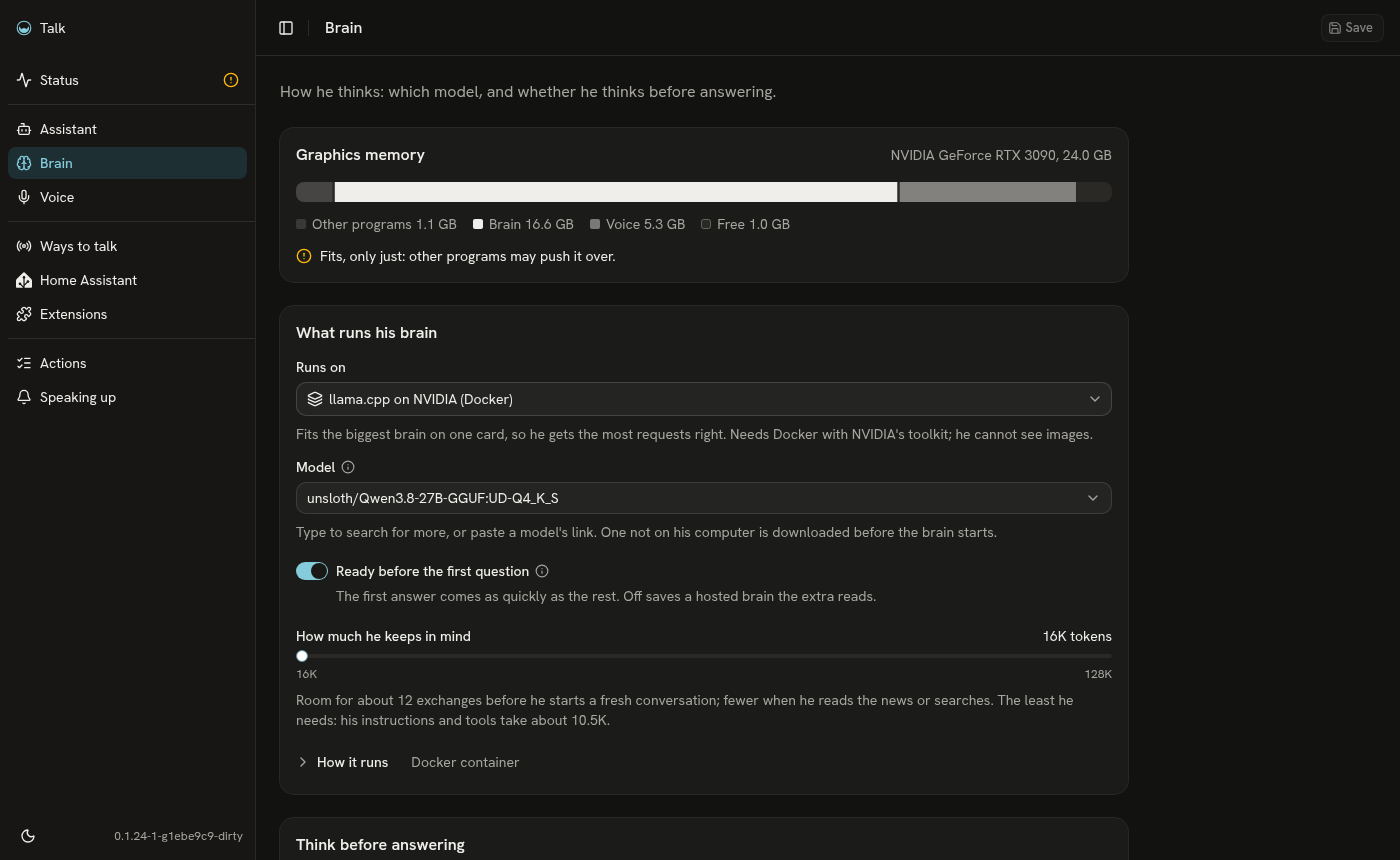 Talk
Brain
Save
Status
Assistant
Brain
Voice
Ways to talk
Home Assistant
Extensions
Actions
Speaking up
0.1.24-1-g1ebe9c9-dirty
How he thinks: which model, and whether he thinks before answering.
Graphics memory
NVIDIA GeForce RTX 3090, 24.0 GB
Other programs 1.1 GB
Brain 16.6 GB
Voice 5.3 GB
Free 1.0 GB
Fits, only just: other programs may push it over.
What runs his brain
Runs on
llama.cpp on NVIDIA (Docker)
Fits the biggest brain on one card, so he gets the most requests right. Needs Docker with NVIDIA's toolkit; he cannot see images.
Model
unsloth/Qwen3.8-27B-GGUF:UD-Q4_K_S
Type to search for more, or paste a model's link. One not on his computer is downloaded before the brain starts.
Ready before the first question
The first answer comes as quickly as the rest. Off saves a hosted brain the extra reads.
How much he keeps in mind
16K tokens
16K
128K
Room for about 12 exchanges before he starts a fresh conversation; fewer when he reads the news or searches. The least he
needs: his instructions and tools take about 10.5K.
How it runs
Docker container
Think before answering